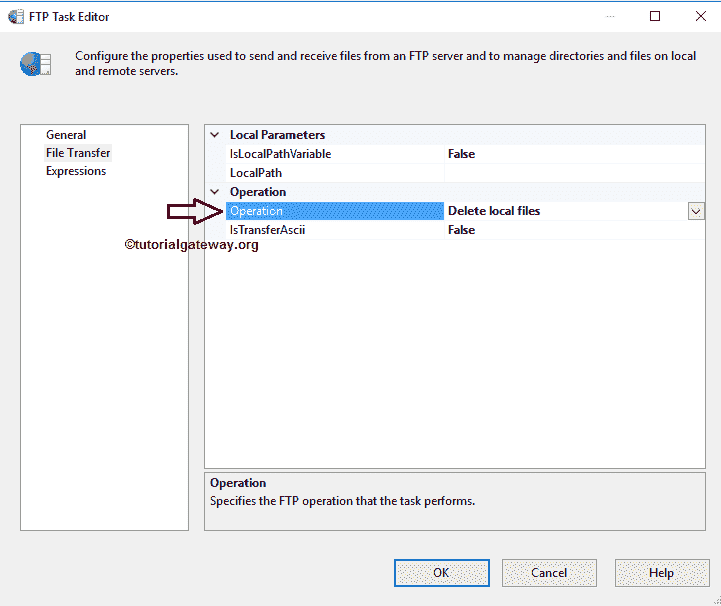 FTP Task Editor
Configure the properties used to send and receive files from an FTP server and to manage directories and files on local
and remote servers.
General
File Transfer
Expressions
Local Parameters
IsLocalPathVariable False
LocalPath
Operation
Operation Delete local files
IsTransferAscii False
©tutorialgateway.org
Operation
Specifies the FTP operation that the task performs.
OK Cancel Help